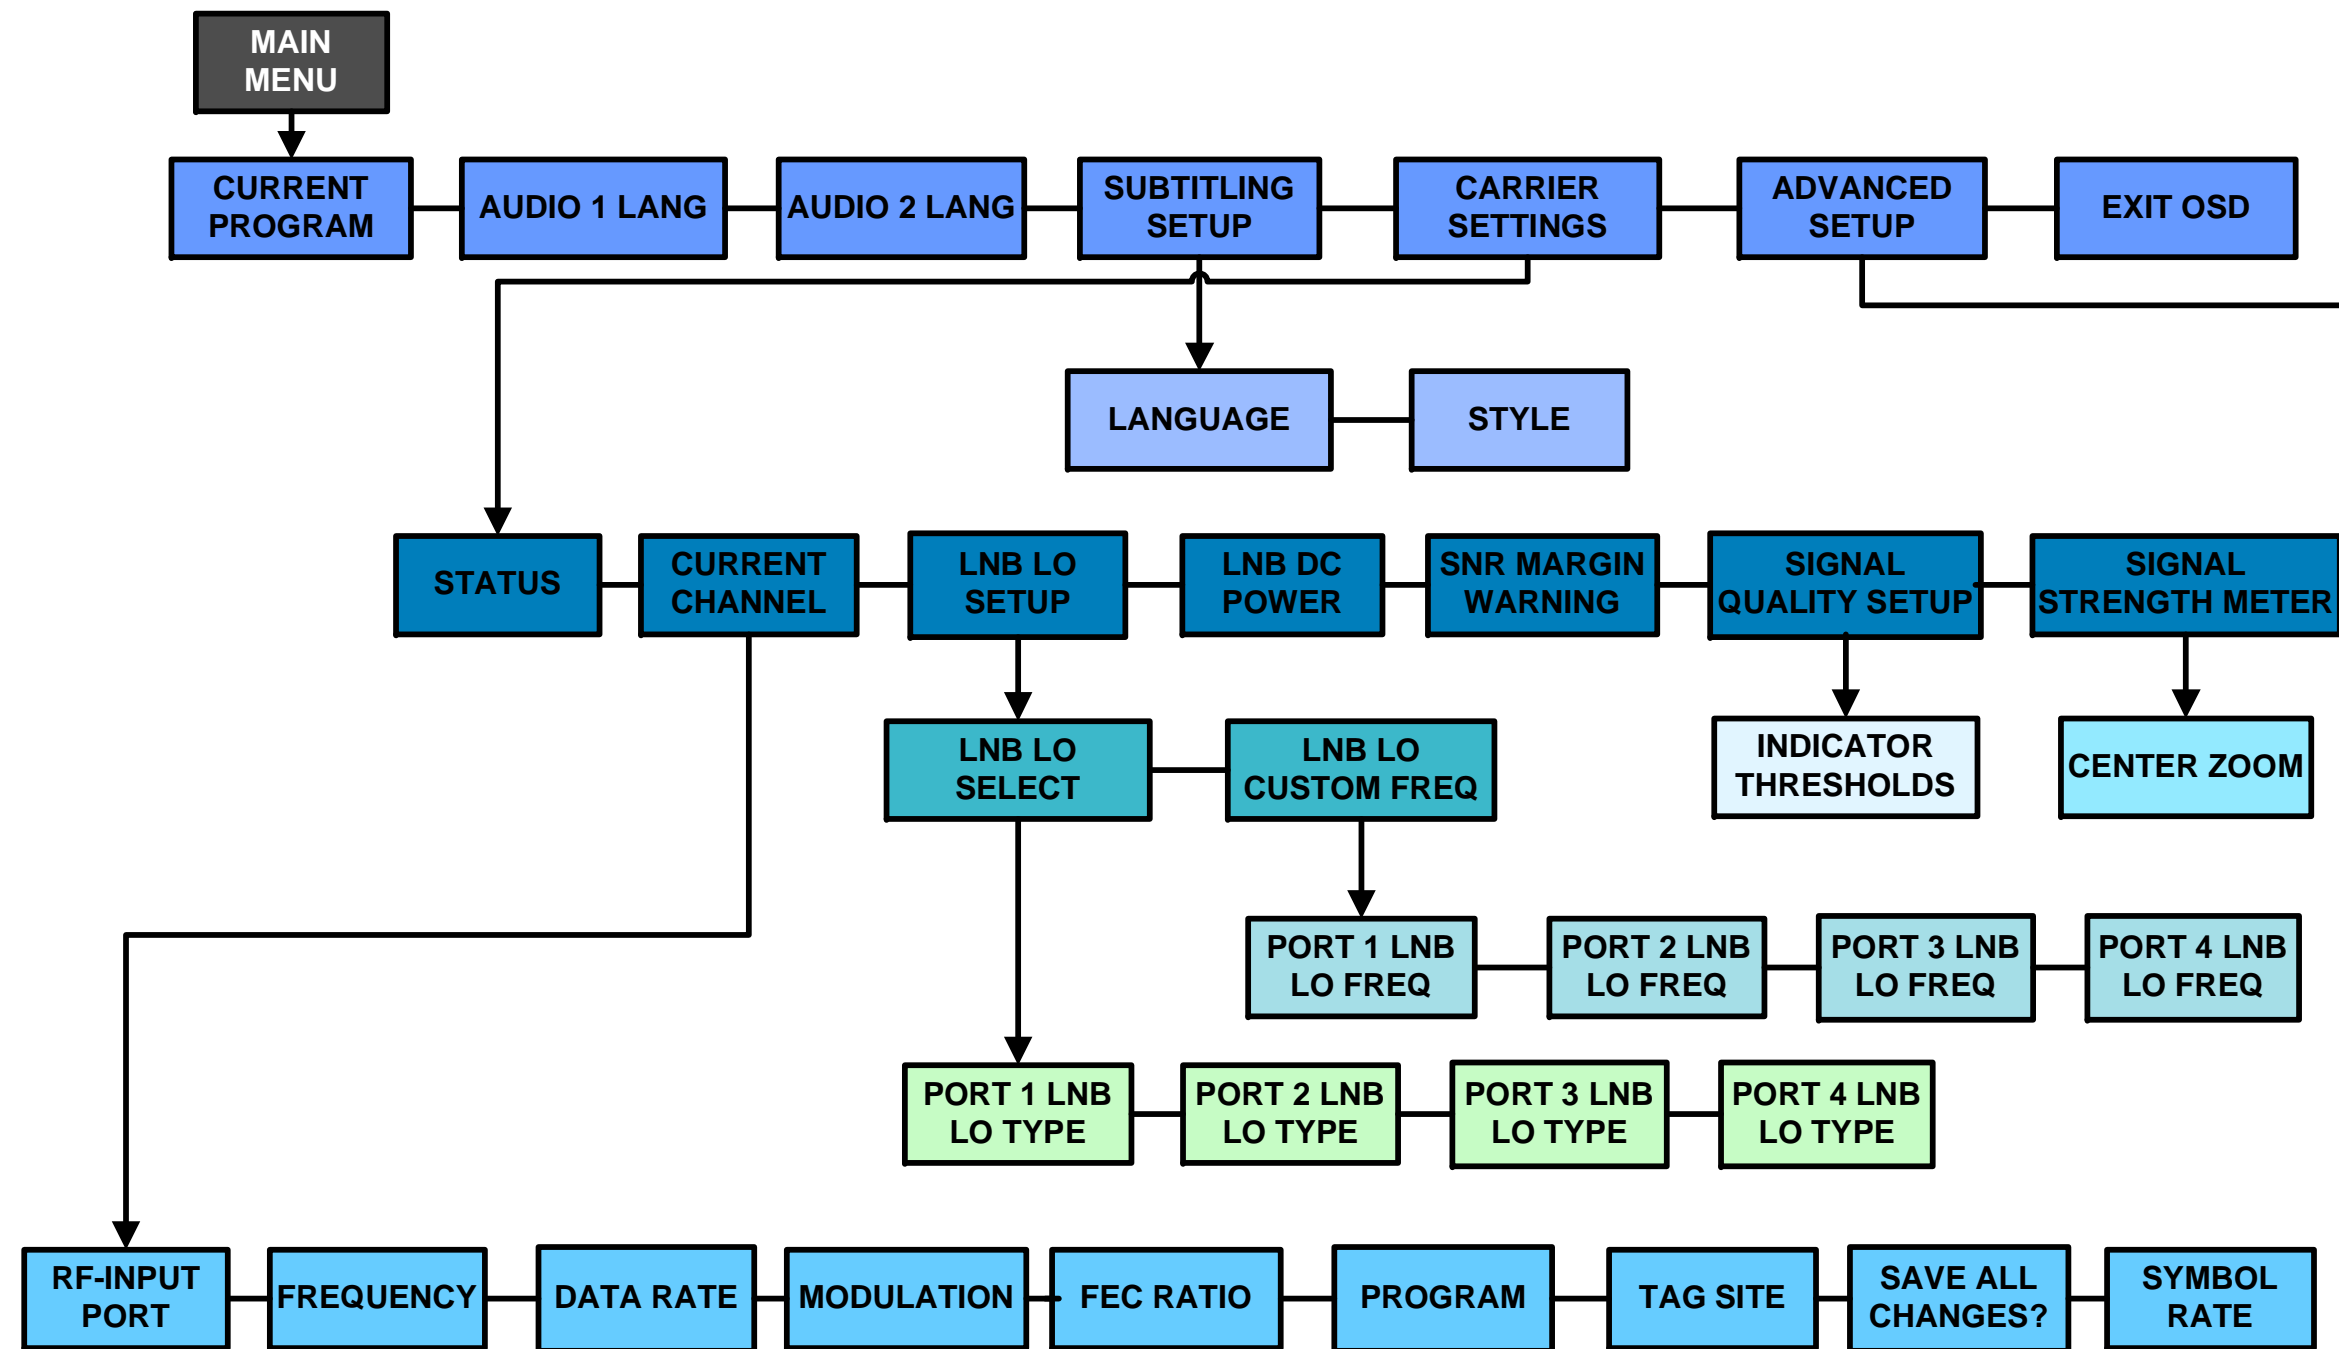 MAIN
MENU
CURRENT
PROGRAM
AUDIO 1 LANG
AUDIO 2 LANG
SUBTITLING
SETUP
CARRIER
SETTINGS
ADVANCED
SETUP
EXIT OSD
LANGUAGE
STYLE
STATUS
CURRENT
CHANNEL
LNB LO
SETUP
LNB DC
POWER
SNR MARGIN
WARNING
SIGNAL
QUALITY SETUP
SIGNAL
STRENGTH METER
LNB LO
SELECT
LNB LO
CUSTOM FREQ
INDICATOR
THRESHOLDS
CENTER ZOOM
PORT 1 LNB
LO FREQ
PORT 2 LNB
LO FREQ
PORT 3 LNB
LO FREQ
PORT 4 LNB
LO FREQ
PORT 1 LNB
LO TYPE
PORT 2 LNB
LO TYPE
PORT 3 LNB
LO TYPE
PORT 4 LNB
LO TYPE
RF-INPUT
PORT
FREQUENCY
DATA RATE
MODULATION
FEC RATIO
PROGRAM
TAG SITE
SAVE ALL
CHANGES?
SYMBOL
RATE